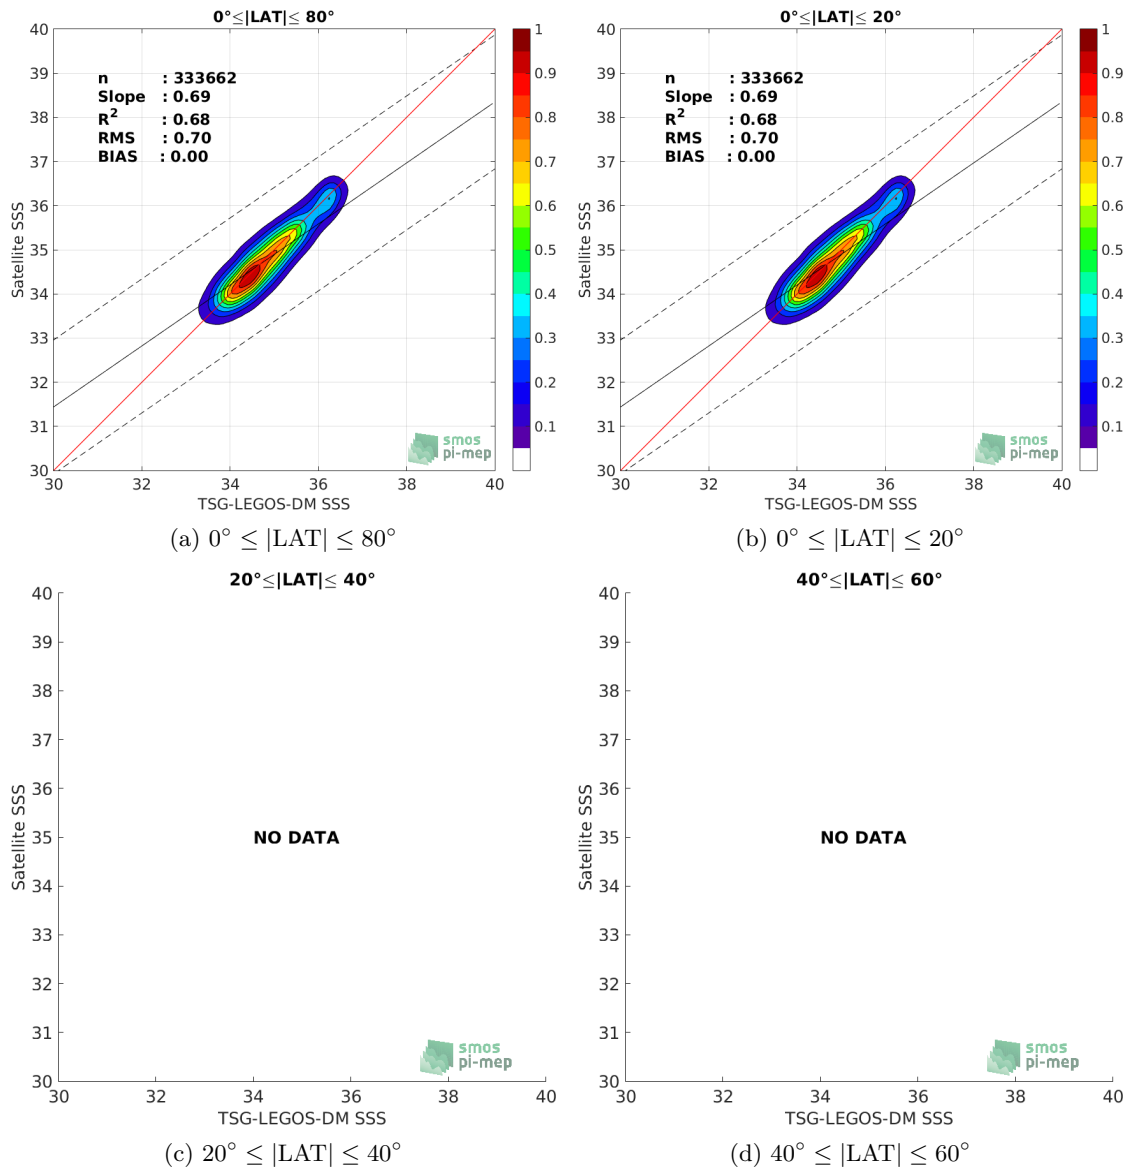 0°≤|LAT|≤ 80°
40
39
38
37
36
35
34
33
32
31
30
Satellite SSS
n : 333662
Slope : 0.69
R2 : 0.68
RMS : 0.70
BIAS : 0.00
smos
pi-mep
30 32 34 36 38 40
TSG-LEGOS-DM SSS
1
0.9
0.8
0.7
0.6
0.5
0.4
0.3
0.2
0.1
(a) 0° ≤ |LAT| ≤ 80°
0°≤|LAT|≤ 20°
40
39
38
37
36
35
34
33
32
31
30
Satellite SSS
n : 333662
Slope : 0.69
R2 : 0.68
RMS : 0.70
BIAS : 0.00
smos
pi-mep
30 32 34 36 38 40
TSG-LEGOS-DM SSS
1
0.9
0.8
0.7
0.6
0.5
0.4
0.3
0.2
0.1
(b) 0° ≤ |LAT| ≤ 20°
20°≤|LAT|≤ 40°
40
39
38
37
36
35
34
33
32
31
30
Satellite SSS
NO DATA
smos
pi-mep
30 32 34 36 38 40
TSG-LEGOS-DM SSS
(c) 20° ≤ |LAT| ≤ 40°
40°≤|LAT|≤ 60°
40
39
38
37
36
35
34
33
32
31
30
Satellite SSS
NO DATA
smos
pi-mep
30 32 34 36 38 40
TSG-LEGOS-DM SSS
(d) 40° ≤ |LAT| ≤ 60°